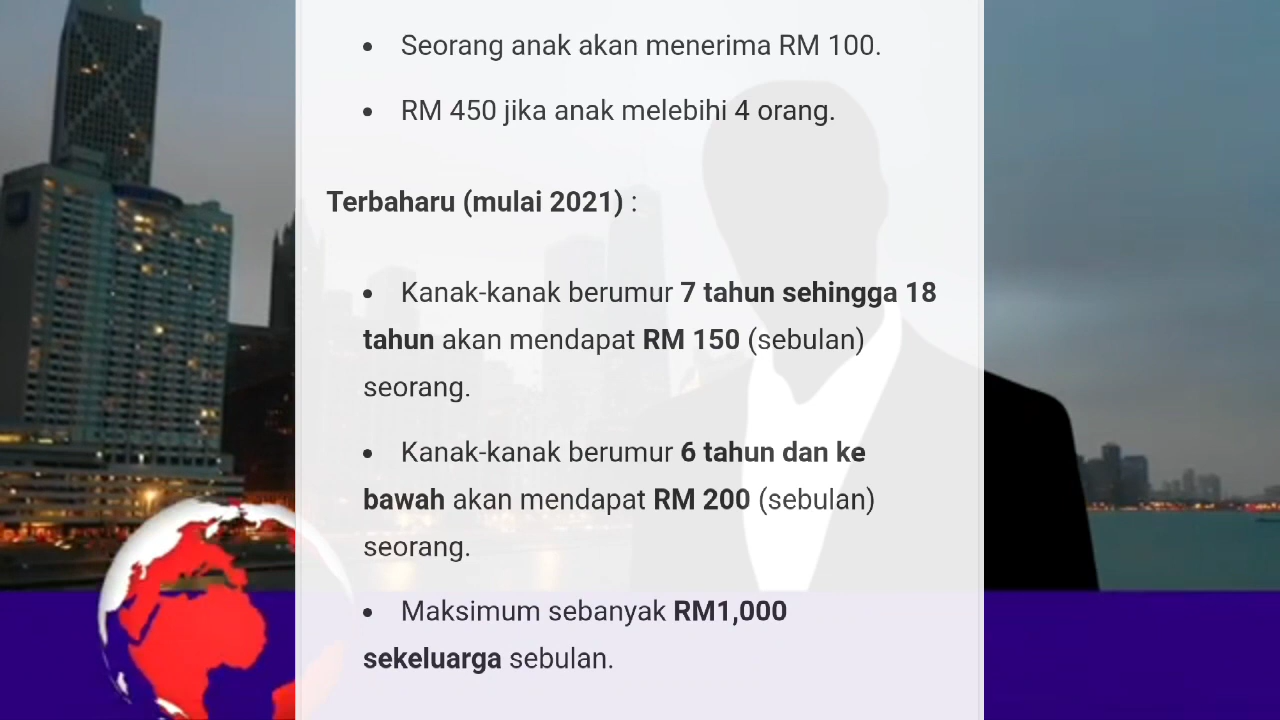 • Seorang anak akan menerima RM 100.
• RM 450 jika anak melebihi 4 orang.
Terbaharu (mulai 2021) :
• Kanak-kanak berumur 7 tahun sehingga 18
tahun akan mendapat RM 150 (sebulan)
seorang.
• Kanak-kanak berumur 6 tahun dan ke
bawah akan mendapat RM 200 (sebulan)
seorang.
• Maksimum sebanyak RM1,000
sekeluarga sebulan.